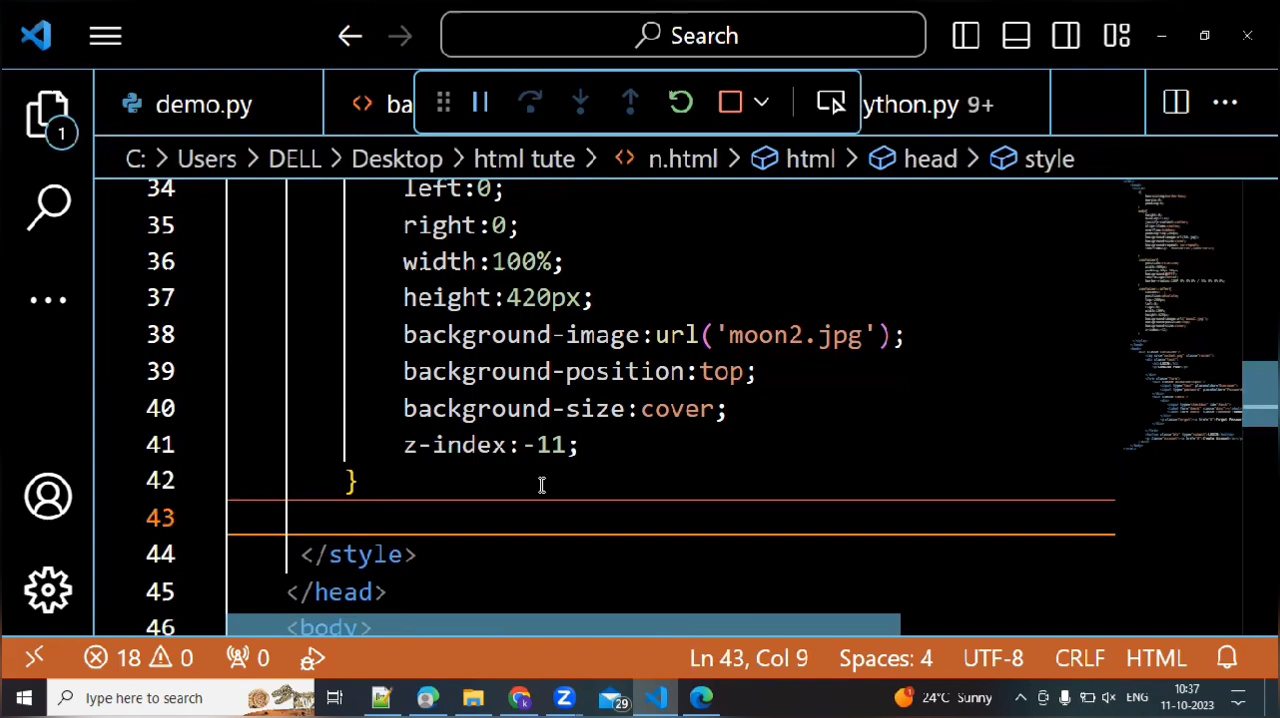 Search
demo.py
ba
ython.py 9+
C: > Users > DELL > Desktop > html tute > <> n.html > html > head > style
34 left:0;
35 right:0;
36 width:100%;
37 height:420px;
38 background-image:url('moon2.jpg');
39 background-position:top;
40 background-size:cover;
41 z-index:-11;
42 }
43
44 </style>
45 </head>
46 <body>
1
18 0 0
Ln 43, Col 9 Spaces: 4 UTF-8 CRLF HTML
Type here to search
29
24°C Sunny
ENG
10:37
11-10-2023